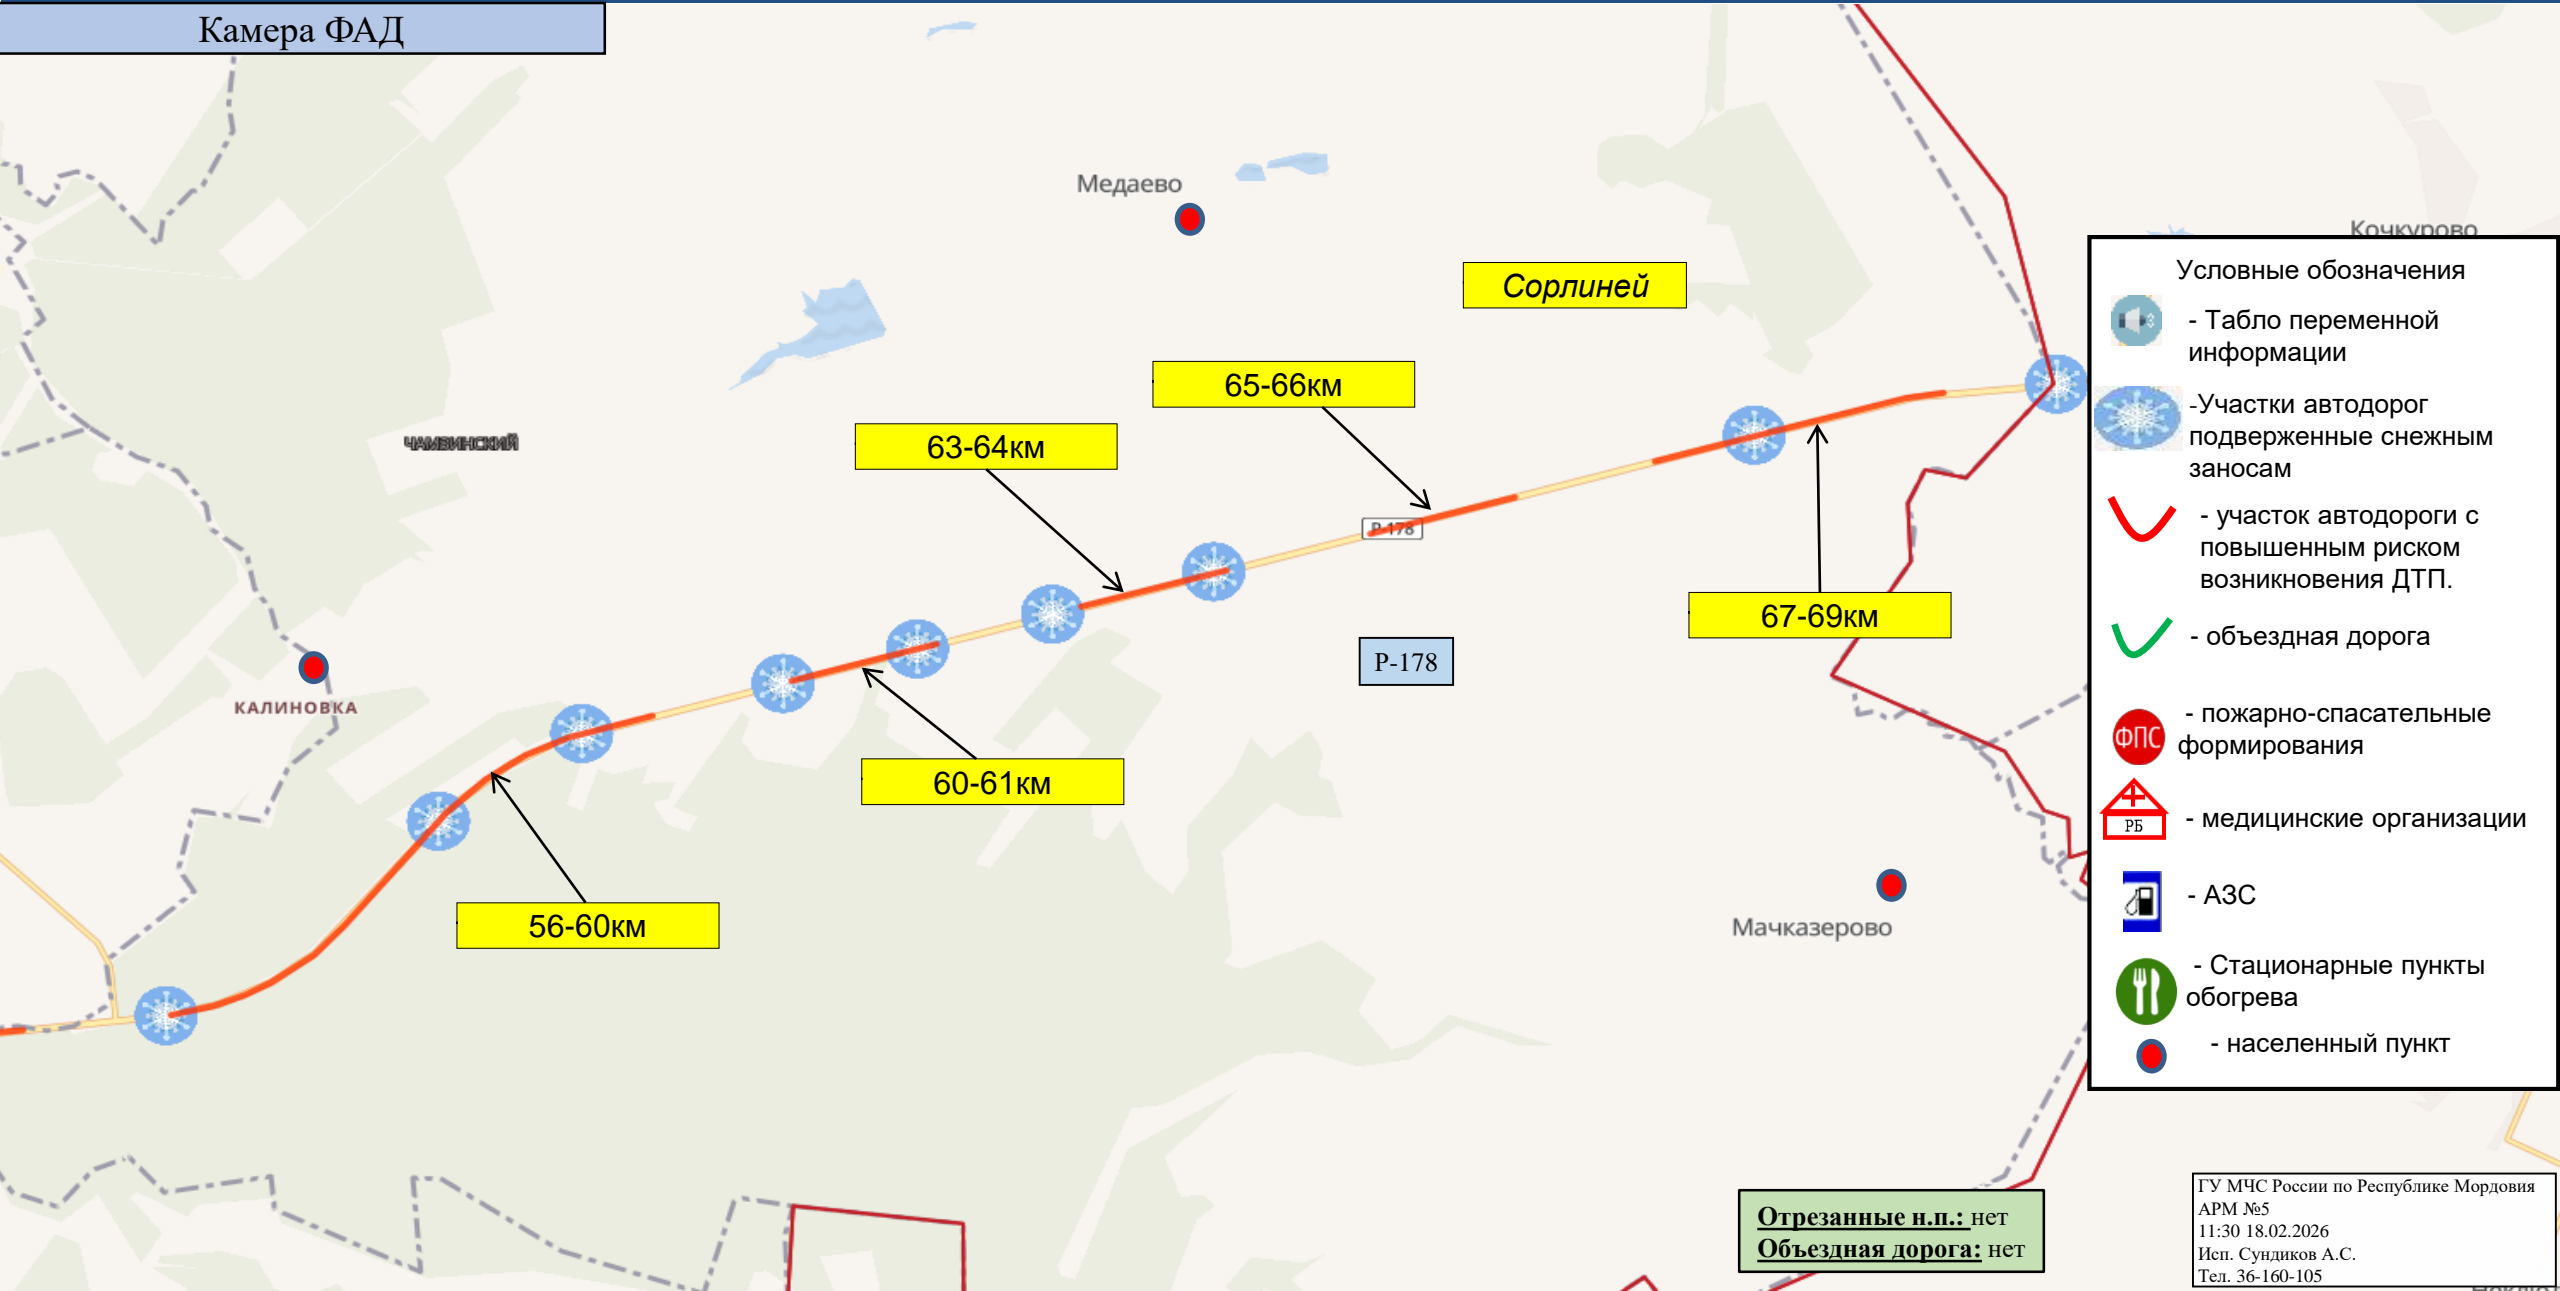 Камера ФАД
Медаево
Кочкурово
Сорлиней
65-66км
63-64км
ЧАМЗИНСКИЙ
Р-178
67-69км
Р-178
КАЛИНОВКА
60-61км
56-60км
Мачказерово
Условные обозначения
- Табло переменной
информации
-Участки автодорог
подверженные снежным
заносам
- участок автодороги с
повышенным риском
возникновения ДТП.
- объездная дорога
ФПС
- пожарно-спасательные
формирования
РБ
- медицинские организации
- АЗС
- Стационарные пункты
обогрева
- населенный пункт
Отрезанные н.п.: нет
Объездная дорога: нет
ГУ МЧС России по Республике Мордовия
АРМ №5
11:30 18.02.2026
Исп. Сундиков А.С.
Тел. 36-160-105